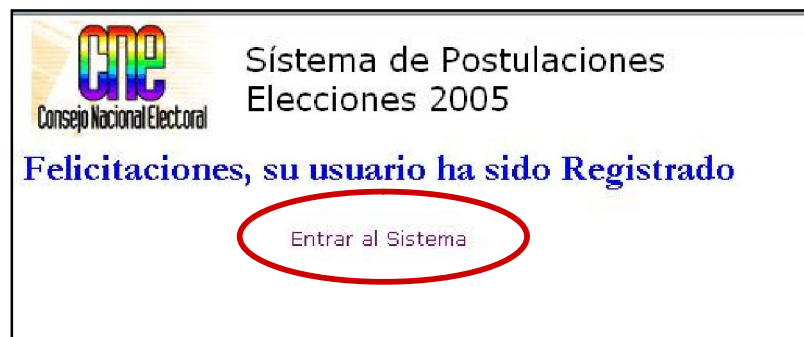 cne
Consejo Nacional Electoral
Sístema de Postulaciones
Elecciones 2005
Felicitaciones, su usuario ha sido Registrado
Entrar al Sistema